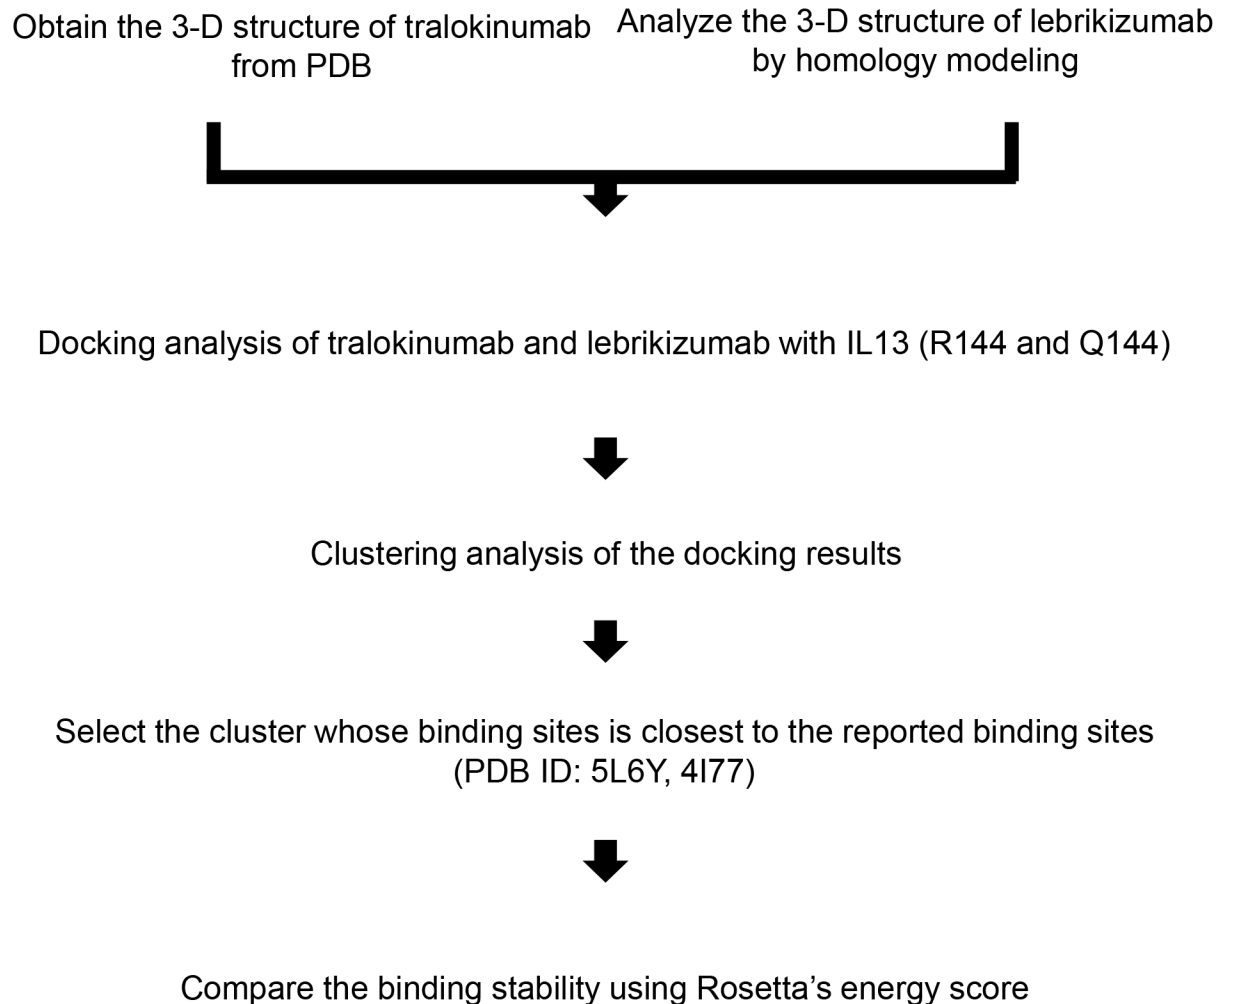 Obtain the 3-D structure of tralokinumab
from PDB
Analyze the 3-D structure of lebrikizumab
by homology modeling
Docking analysis of tralokinumab and lebrikizumab with IL13 (R144 and Q144)
Clustering analysis of the docking results
Select the cluster whose binding sites is closest to the reported binding sites
(PDB ID: 5L6Y, 4I77)
Compare the binding stability using Rosetta’s energy score